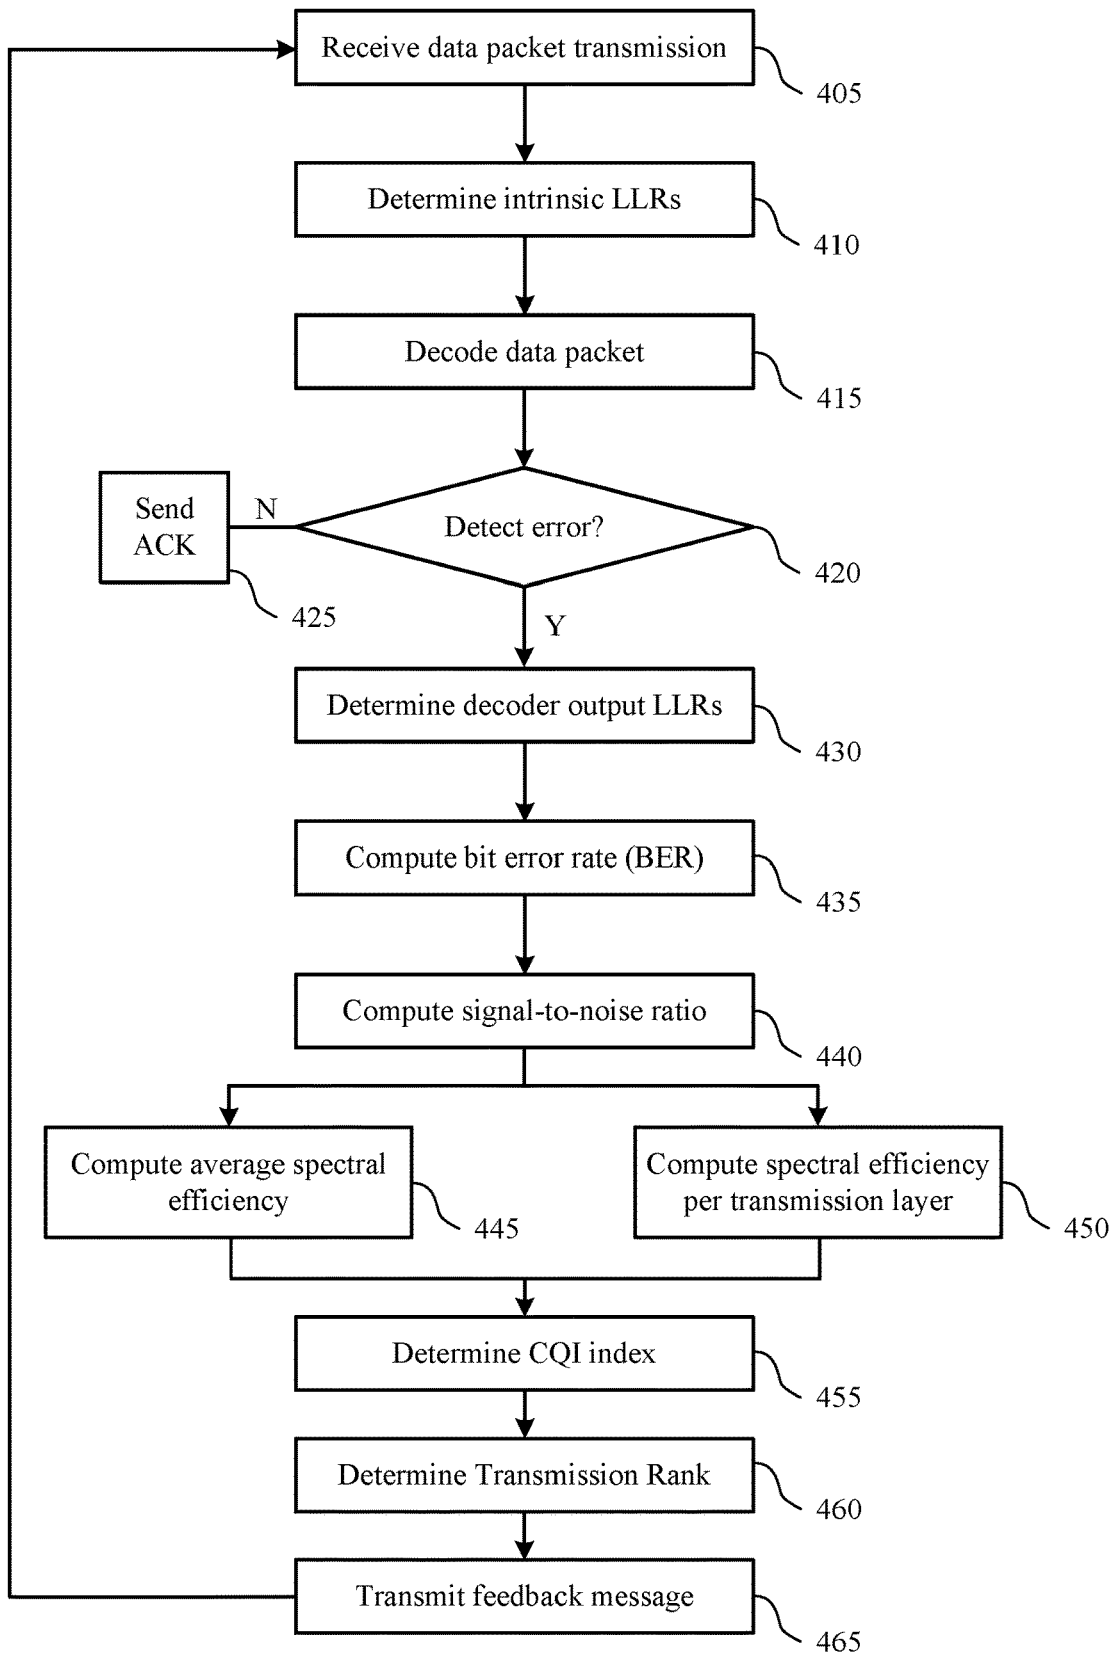 Receive data packet transmission
405
Determine intrinsic LLRs
410
Decode data packet
415
Send
ACK
N
Detect error?
420
425
Y
Determine decoder output LLRs
430
Compute bit error rate (BER)
435
Compute signal-to-noise ratio
440
Compute average spectral
efficiency
445
Compute spectral efficiency
per transmission layer
450
Determine CQI index
455
Determine Transmission Rank
460
Transmit feedback message
465